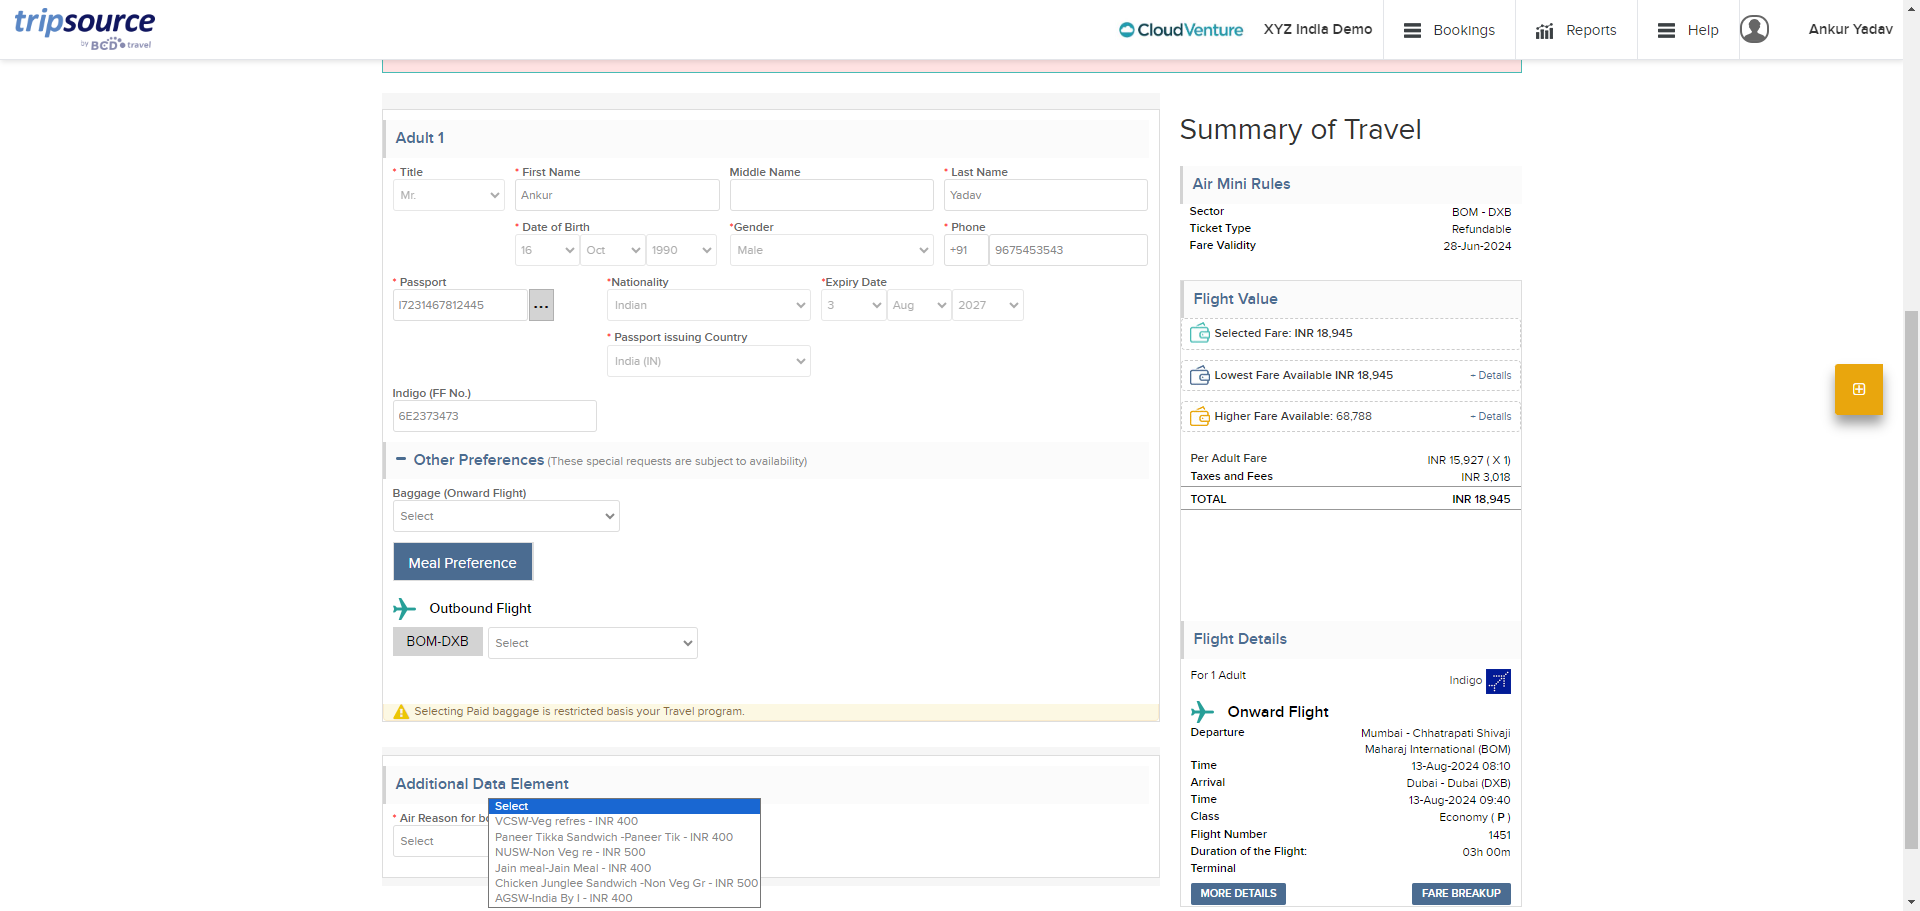 tripsource
by BCD travel
CloudVenture
XYZ India Demo
Bookings
Reports
Help
Ankur Yadav
Adult 1
* Title
* First Name
Middle Name
* Last Name
Mr.
Ankur
Yadav
* Date of Birth
*Gender
* Phone
16
Oct
1990
Male
+91
9675453543
* Passport
*Nationality
*Expiry Date
I7231467812445
...
Indian
3
Aug
2027
* Passport issuing Country
India (IN)
Indigo (FF No.)
6E2373473
Other Preferences (These special requests are subject to availability)
Baggage (Onward Flight)
Select
Meal Preference
Outbound Flight
BOM-DXB
Select
Selecting Paid baggage is restricted basis your Travel program.
Additional Data Element
* Air Reason for bo
Select
Select
VCSW-Veg refres - INR 400
Paneer Tikka Sandwich -Paneer Tik - INR 400
NUSW-Non Veg re - INR 500
Jain meal-Jain Meal - INR 400
Chicken Junglee Sandwich -Non Veg Gr - INR 500
AGSW-India By I - INR 400
Summary of Travel
Air Mini Rules
Sector BOM - DXB
Ticket Type Refundable
Fare Validity 28-Jun-2024
Flight Value
Selected Fare: INR 18,945
Lowest Fare Available INR 18,945 + Details
Higher Fare Available: 68,788 + Details
Per Adult Fare INR 15,927 ( X 1)
Taxes and Fees INR 3,018
TOTAL INR 18,945
Flight Details
For 1 Adult Indigo
Onward Flight
Departure Mumbai - Chhatrapati Shivaji
Maharaj International (BOM)
Time 13-Aug-2024 08:10
Arrival Dubai - Dubai (DXB)
Time 13-Aug-2024 09:40
Class Economy ( P )
Flight Number 1451
Duration of the Flight: 03h 00m
Terminal
MORE DETAILS FARE BREAKUP